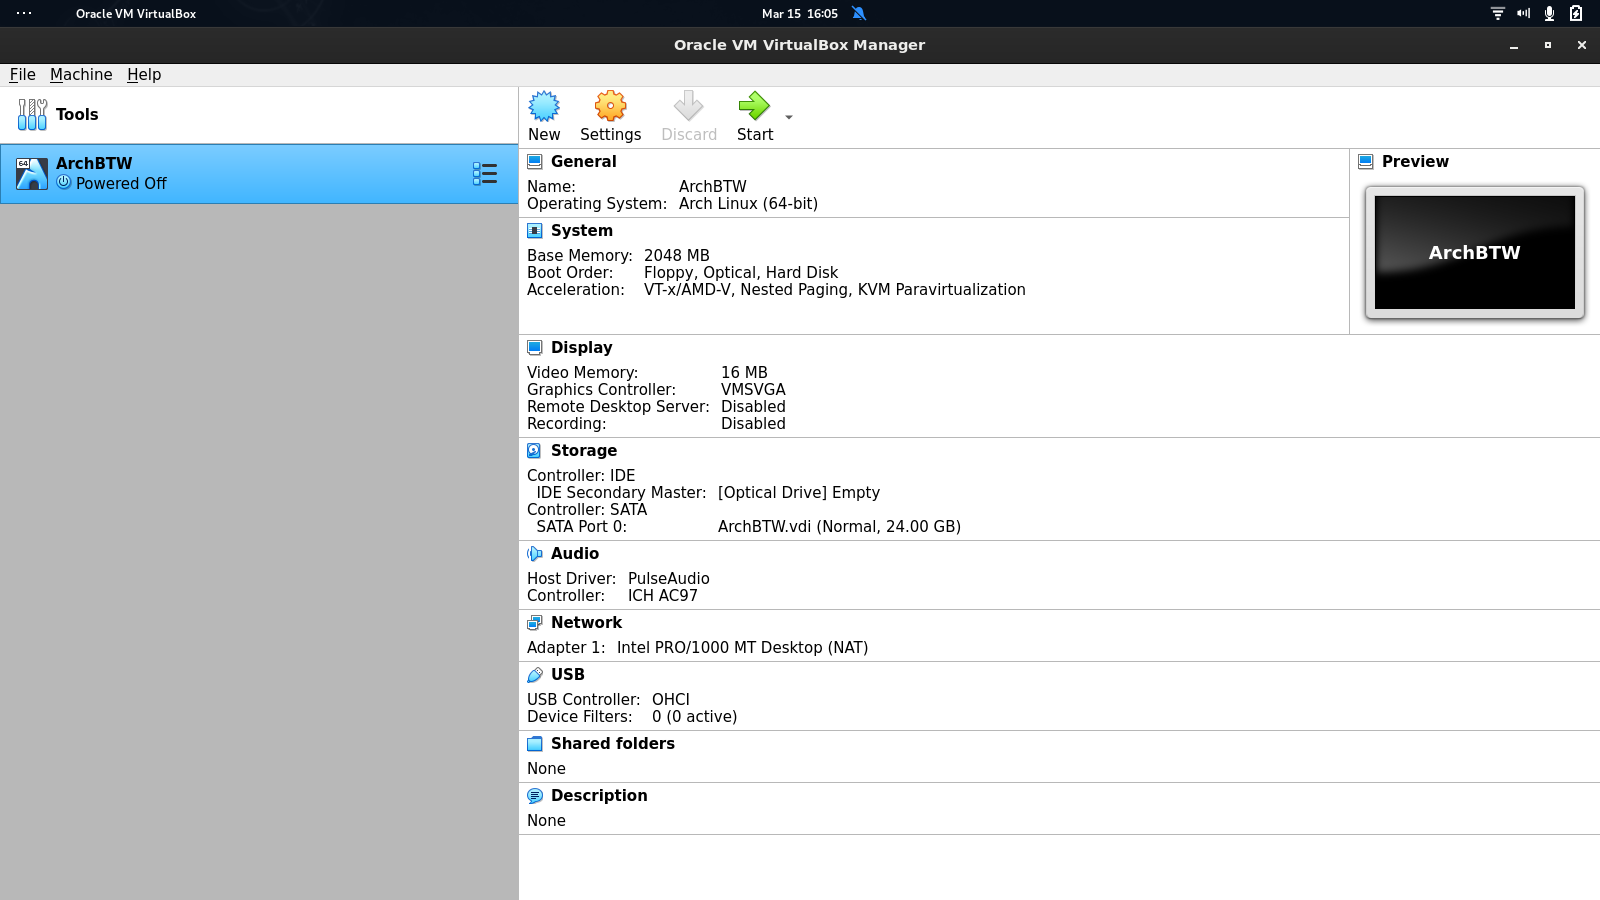 Oracle VM VirtualBox
Mar 15 16:05
Oracle VM VirtualBox Manager
File Machine Help
Tools
64
ArchBTW
Powered Off
New Settings Discard Start
General
Name: ArchBTW
Operating System: Arch Linux (64-bit)
Preview
ArchBTW
System
Base Memory: 2048 MB
Boot Order: Floppy, Optical, Hard Disk
Acceleration: VT-x/AMD-V, Nested Paging, KVM Paravirtualization
Display
Video Memory: 16 MB
Graphics Controller: VMSVGA
Remote Desktop Server: Disabled
Recording: Disabled
Storage
Controller: IDE
IDE Secondary Master: [Optical Drive] Empty
Controller: SATA
SATA Port 0: ArchBTW.vdi (Normal, 24.00 GB)
Audio
Host Driver: PulseAudio
Controller: ICH AC97
Network
Adapter 1: Intel PRO/1000 MT Desktop (NAT)
USB
USB Controller: OHCI
Device Filters: 0 (0 active)
Shared folders
None
Description
None